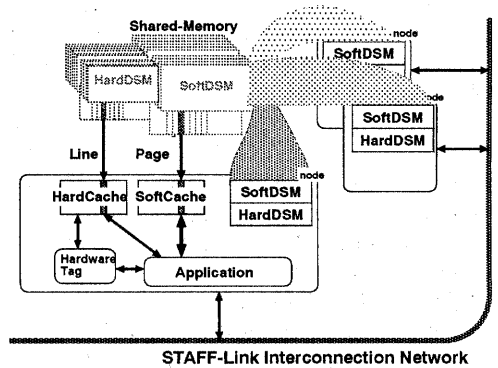 Shared-Memory
node
SoftDSM
HardDSM
SoftDSM
node
SoftDSM
HardDSM
Line
Page
node
HardCache
SoftCache
SoftDSM
HardDSM
Hardware
Tag
Application
STAFF-Link Interconnection Network